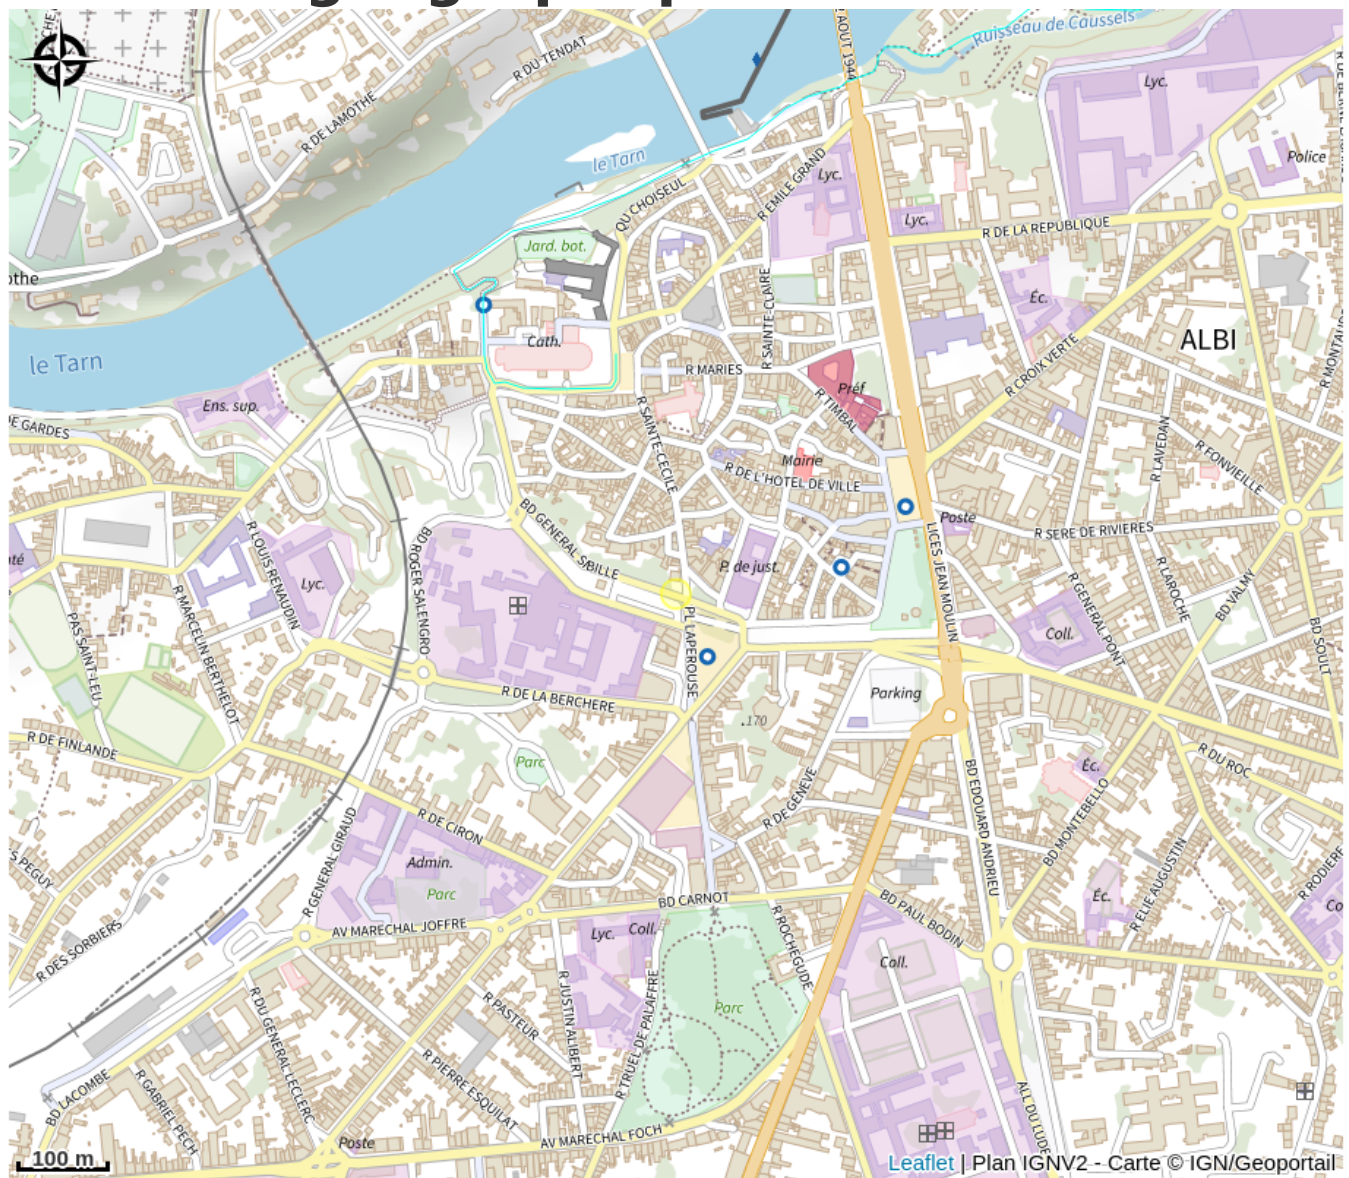 R DU TENDAT
AOUT 1944
Ruisseau de Caussels
R DE LAMOTHE
Lyc.
le Tarn
Police
R EMILE GRAND
Lyc.
QU CHOISEUL
Lyc.
R DE LA REPUBLIQUE
Jard. bot.
R SAINTE-CLAIRE
Éc.
ALBI
le Tarn
Cath.
R MARIES
R CROIX VERTE
R MONTAU
Préf
R TIMBAL
Ens. sup.
R SAINTE-CECILE
DE GARDES
R LAVEDAN
R FONVIEILLE
Mairie
R DE L'HOTEL DE VILLE
Poste
BD GENERAL SIBILLE
LICES JEAN MOULIN
R SERE DE RIVIERES
R LOUIS RENAUDIN
BD ROGER SALENGRO
Lyc.
P. de just.
R MARCELIN BERTHELOT
R GENERAL PONT
R LAROCHE
BD VALMY
PAS SAINT-LEU
PL LAPEROUSE
Coll.
BD SOULT
R DE LA BERCHERE
Parking
.170
R DE FINLANDE
Parc
R DU ROC
Éc.
R DE GENEVE
BD EDOUARD ANDRIEU
BD MONTEBELLO
R DE CIRON
R GENERAL GIRAUD
Admin.
S PEGUY
Parc
R ELIE AUGUSTIN
R RODIERE
Éc.
BD CARNOT
BD PAUL BODIN
AV MARECHAL JOFFRE
Lyc.
Coll.
R ROCHEGUDE
Co
R DES SORBIERS
Coll.
R DU GENERAL LECLERC
R PASTEUR
R JUSTIN ALIBERT
R TRUEL DE PALAFFRE
Parc
R PIERRE ESQUILAT
BD LACOMBE
R GABRIEL PECH
ALL DU LUDE
AV MARECHAL FOCH
Poste
100 m
Leaflet | Plan IGNV2 - Carte © IGN/Geoportail